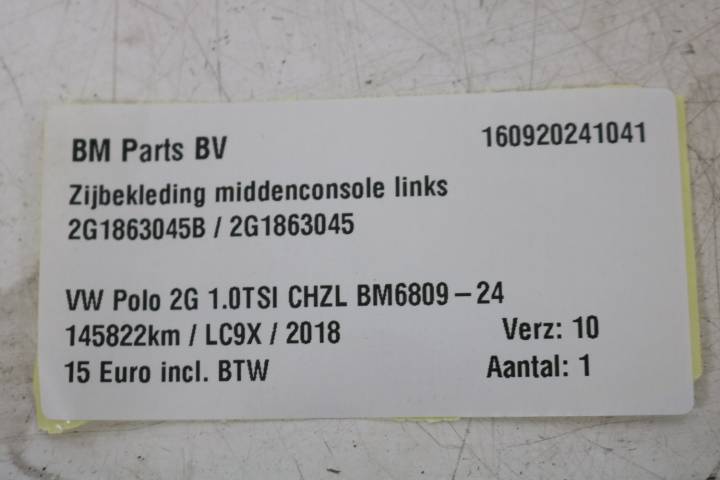 BM Parts BV 160920241041
Zijbekleding middenconsole links
2G1863045B / 2G1863045
VW Polo 2G 1.0TSI CHZL BM6809-24
145822km / LC9X / 2018 Verz: 10
15 Euro incl. BTW Aantal: 1